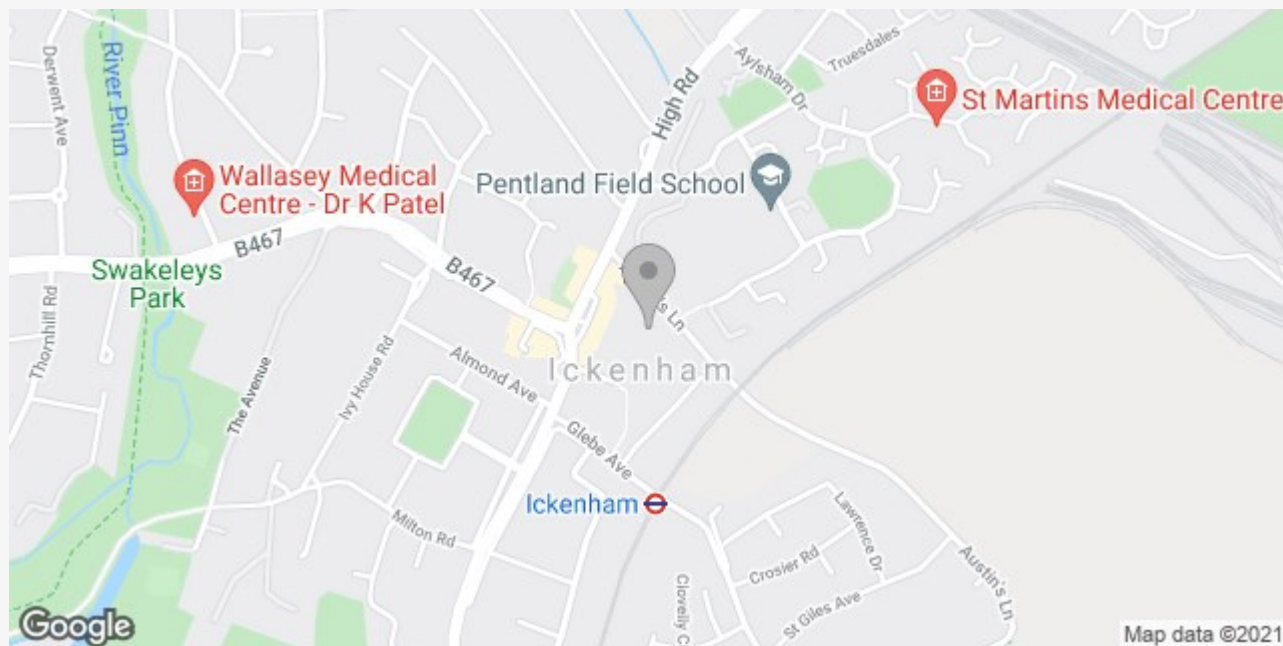 Derwent Ave
River Pinn
High Rd
Aylsham Dr
Truesdales
St Martins Medical Centre
Wallasey Medical
Centre - Dr K Patel
Pentland Field School
B467
Swakeleys
Park
B467
Ln
Thornhill Rd
The Avenue
Ivy House Rd
Almond Ave
Ickenham
Glebe Ave
Ickenham
Milton Rd
Lawrence Dr
Crosier Rd
Austin's Ln
Clovelly C
St Giles Ave
Google
Map data ©2021